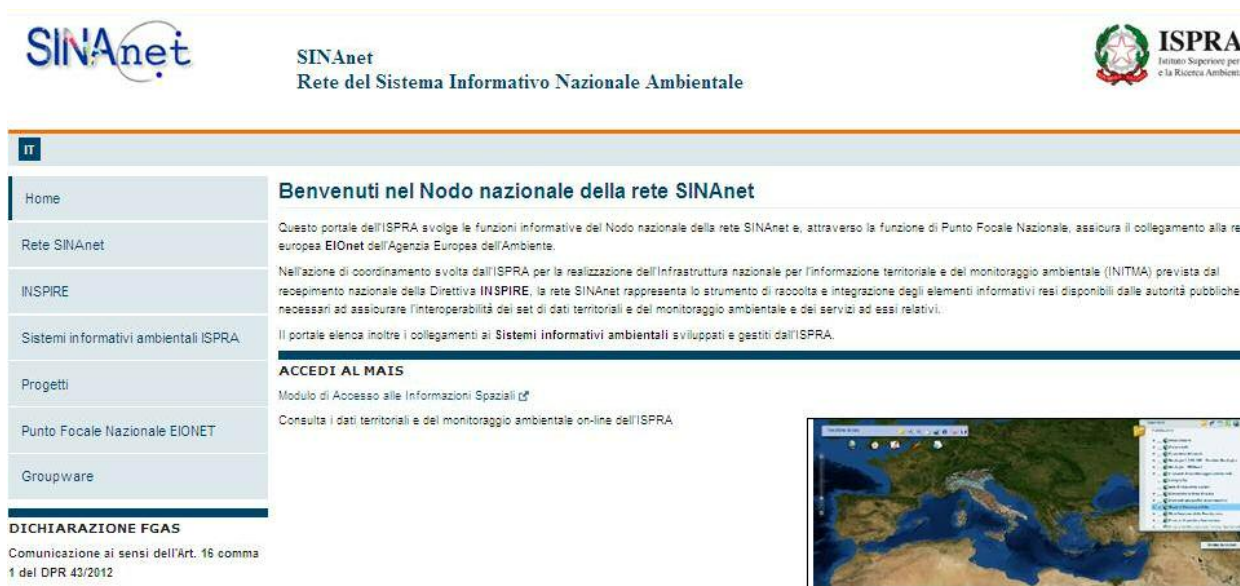 SINAnet
SINAnet
Rete del Sistema Informativo Nazionale Ambientale
ISPRA
Istituto Superiore per
e la Ricerca Ambient
IT
Home
Rete SINAnet
INSPIRE
Sistemi informativi ambientali ISPRA
Progetti
Punto Focale Nazionale EIONET
Groupware
DICHIARAZIONE FGAS
Comunicazione ai sensi dell'Art. 16 comma
1 del DPR 43/2012
Benvenuti nel Nodo nazionale della rete SINAnet
Questo portale dell'ISPRA svolge le funzioni informative del Nodo nazionale della rete SINAnet e, attraverso la funzione di Punto Focale Nazionale, assicura il collegamento alla re
europea EIOnet dell'Agenzia Europea dell'Ambiente.
Nell'azione di coordinamento svolta dall'ISPRA per la realizzazione dell'Infrastruttura nazionale per l'informazione territoriale e del monitoraggio ambientale (INITMA) prevista dal
recepimento nazionale della Direttiva INSPIRE, la rete SINAnet rappresenta lo strumento di raccolta e integrazione degli elementi informativi resi disponibili dalle autorità pubbliche
necessari ad assicurare l'interoperabilità dei set di dati territoriali e del monitoraggio ambientale e dei servizi ad essi relativi.
Il portale elenca inoltre i collegamenti ai Sistemi informativi ambientali sviluppati e gestiti dall'ISPRA.
ACCEDI AL MAIS
Modulo di Accesso alle Informazioni Spaziali
Consulta i dati territoriali e del monitoraggio ambientale on-line dell'ISPRA